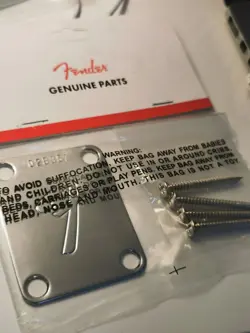 Fender
GENUINE PARTS
WARNING:
TO AVOID SUFFOCATION, KEEP BAG AWAY FROM BABIES
AND CHILDREN. DO NOT USE IN OR AROUND CRIBS,
BEDS, CARRIAGES OR PLAY PENS. KEEP BAG AWAY FROM
HEAD, NOSE AND MOUTH. THIS BAG IS NOT A TOY
F